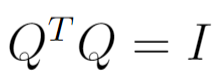 Q^T Q = I